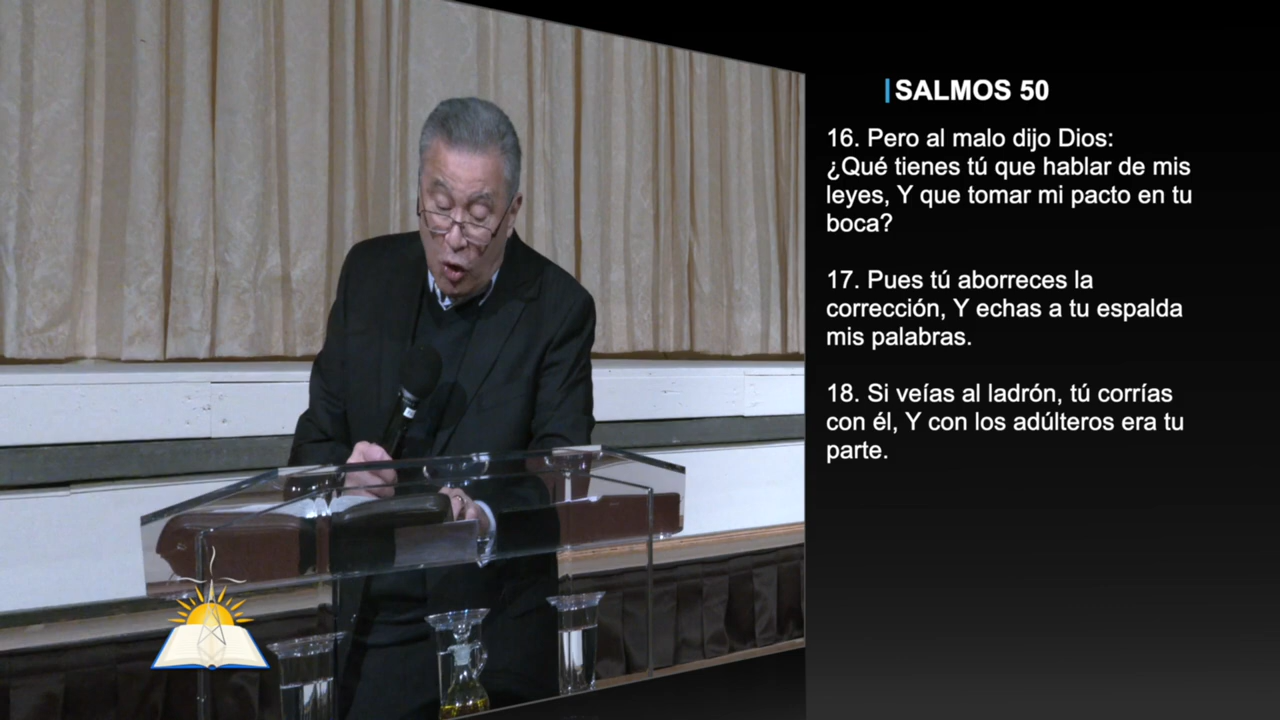 SALMOS 50
16. Pero al malo dijo Dios:
¿Qué tienes tú que hablar de mis
leyes, Y que tomar mi pacto en tu
boca?
17. Pues tú aborreces la
corrección, Y echas a tu espalda
mis palabras.
18. Si veías al ladrón, tú corrías
con él, Y con los adúlteros era tu
parte.